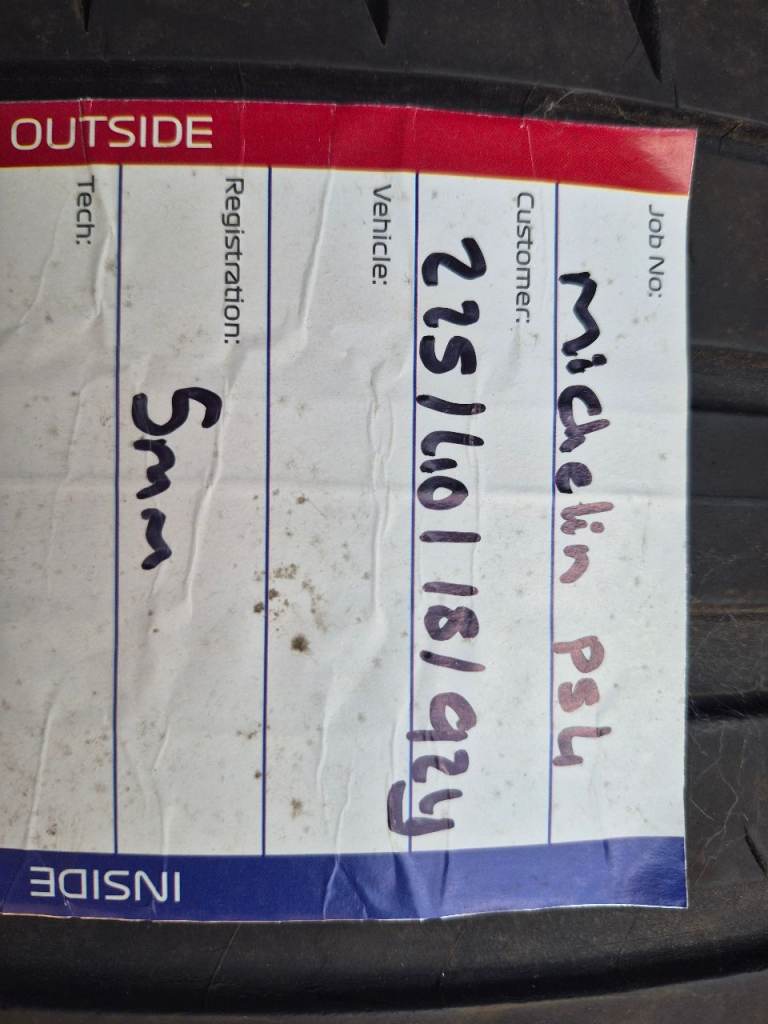 OUTSIDE
Job No:
Michelin PS4
Customer:
225/40/18/92y
Vehicle:
Registration:
5mm
Tech:
INSIDE